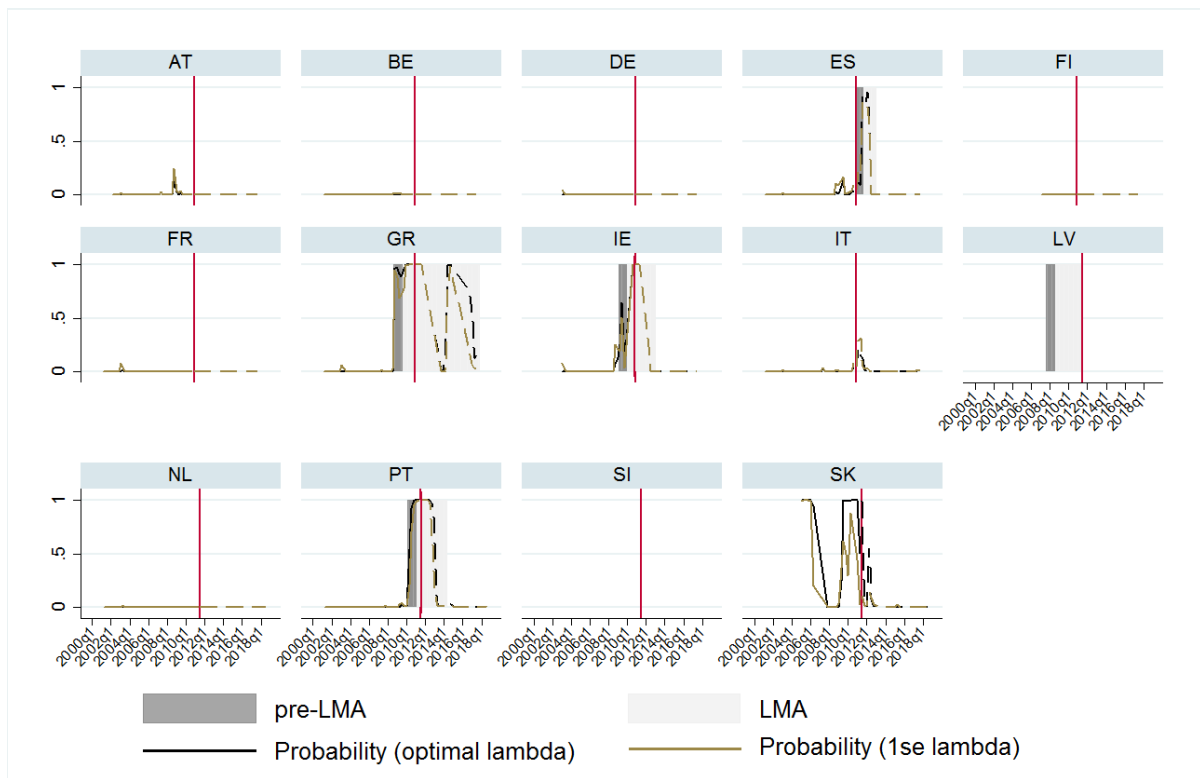 AT BE DE ES FI
1
.5
0
FR GR IE IT LV
1
.5
0
2000q1 2002q1 2004q1 2006q1 2008q1 2010q1 2012q1 2014q1 2016q1 2018q1
NL PT SI SK
1
.5
0
2000q1 2002q1 2004q1 2006q1 2008q1 2010q1 2012q1 2014q1 2016q1 2018q1 2000q1 2002q1 2004q1 2006q1 2008q1 2010q1 2012q1 2014q1 2016q1 2018q1 2000q1 2002q1 2004q1 2006q1 2008q1 2010q1 2012q1 2014q1 2016q1 2018q1 2000q1 2002q1 2004q1 2006q1 2008q1 2010q1 2012q1 2014q1 2016q1 2018q1
pre-LMA LMA
Probability (optimal lambda) Probability (1se lambda)